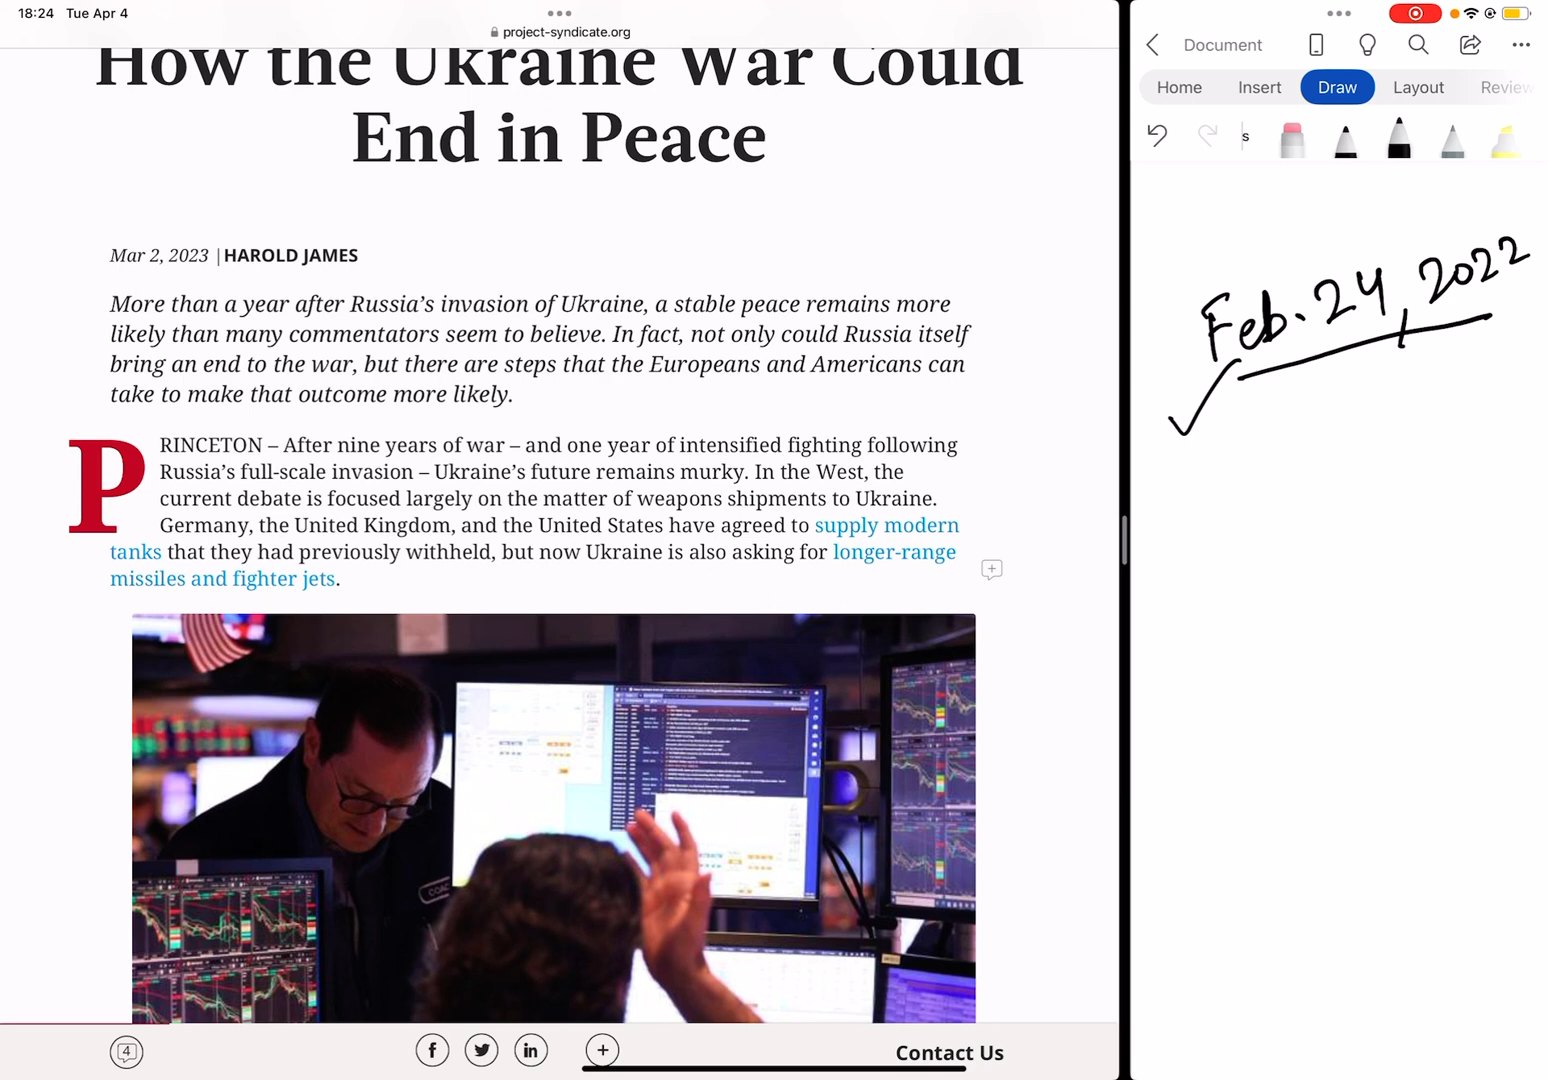 18:24 Tue Apr 4
project-syndicate.org
How the Ukraine War Could
End in Peace
Mar 2, 2023 | HAROLD JAMES
More than a year after Russia’s invasion of Ukraine, a stable peace remains more
likely than many commentators seem to believe. In fact, not only could Russia itself
bring an end to the war, but there are steps that the Europeans and Americans can
take to make that outcome more likely.
PRINCETON – After nine years of war – and one year of intensified fighting following
Russia’s full-scale invasion – Ukraine’s future remains murky. In the West, the
current debate is focused largely on the matter of weapons shipments to Ukraine.
Germany, the United Kingdom, and the United States have agreed to supply modern
tanks that they had previously withheld, but now Ukraine is also asking for longer-range
missiles and fighter jets.
4
Contact Us
Document
Home Insert Draw Layout Review
s
Feb. 24, 2022